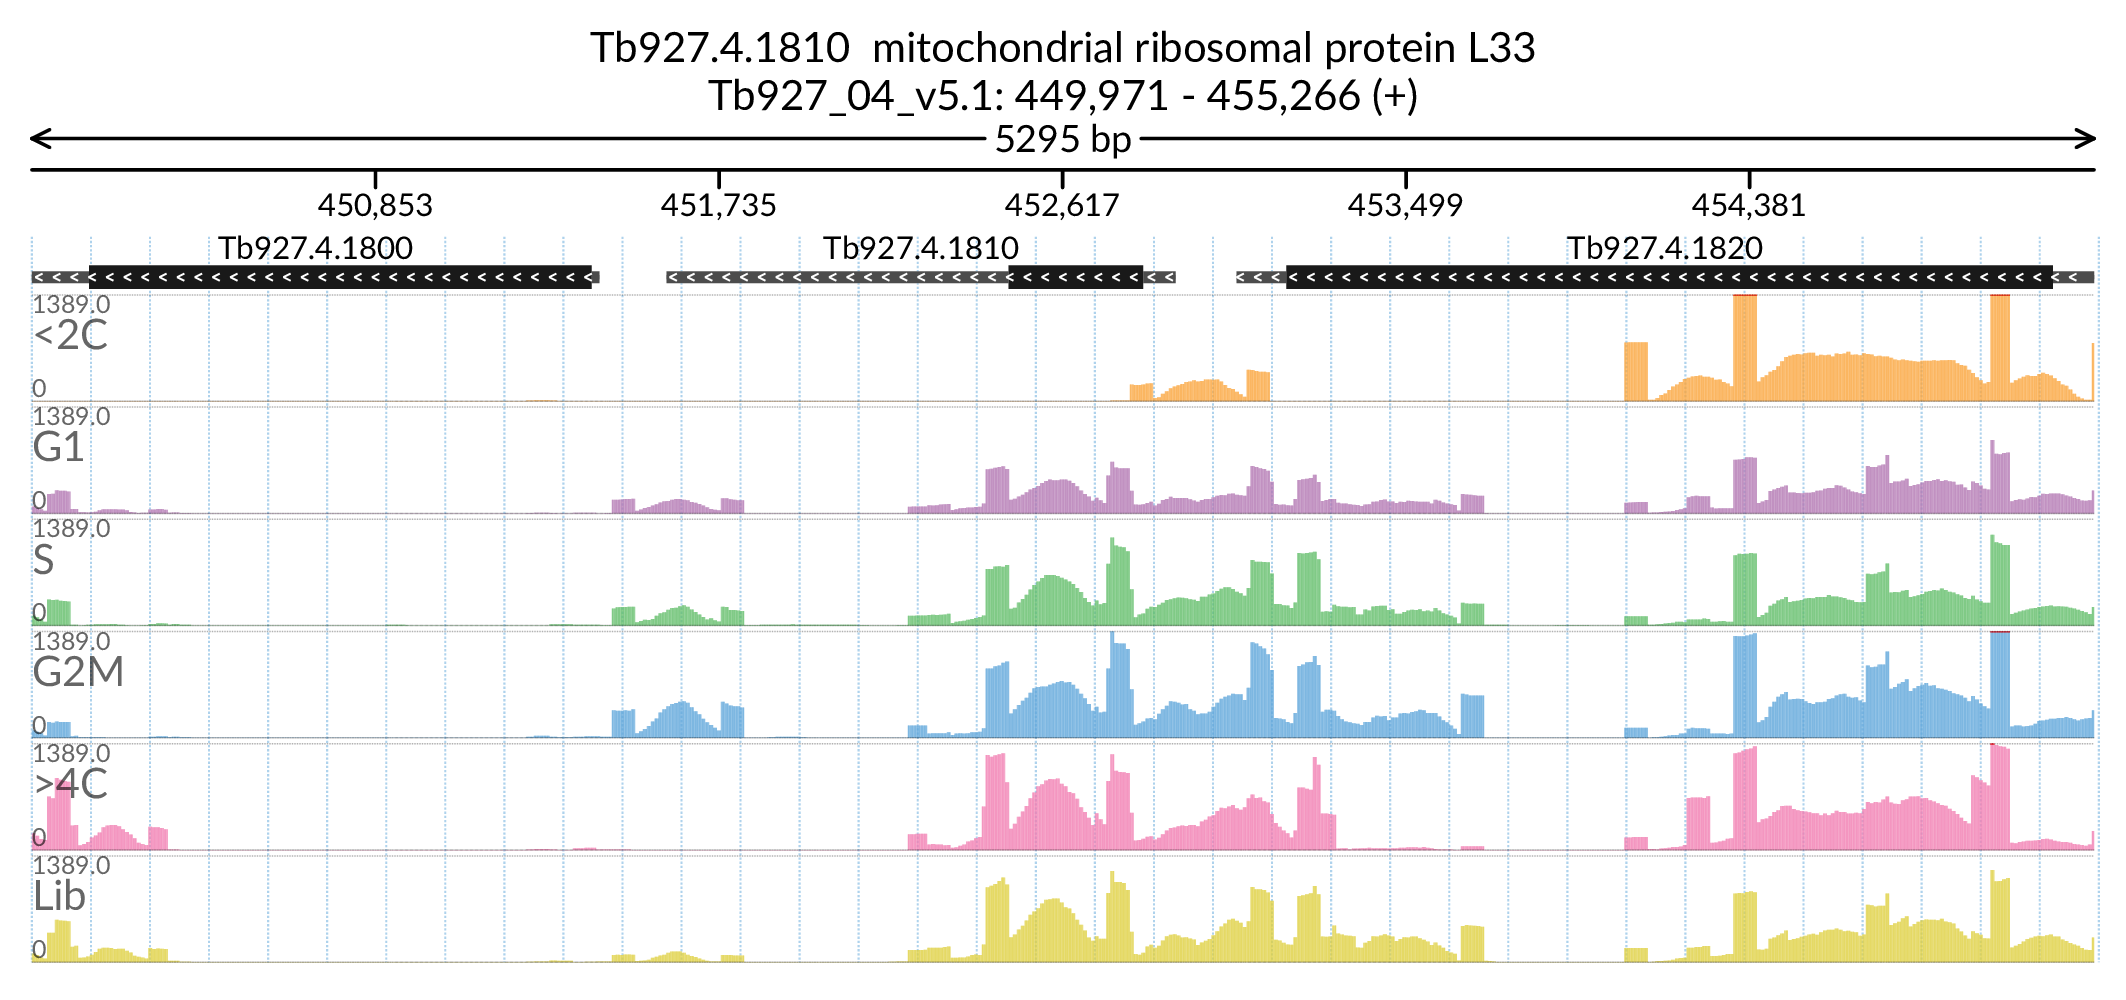 Tb927.4.1810 mitochondrial ribosomal protein L33
Tb927_04_v5.1: 449,971 - 455,266 (+)
5295 bp
450,853 451,735 452,617 453,499 454,381
Tb927.4.1800 Tb927.4.1810 Tb927.4.1820
1389.0
<2C
0
1389.0
G1
0
1389.0
S
0
1389.0
G2M
0
1389.0
>4C
0
1389.0
Lib
0